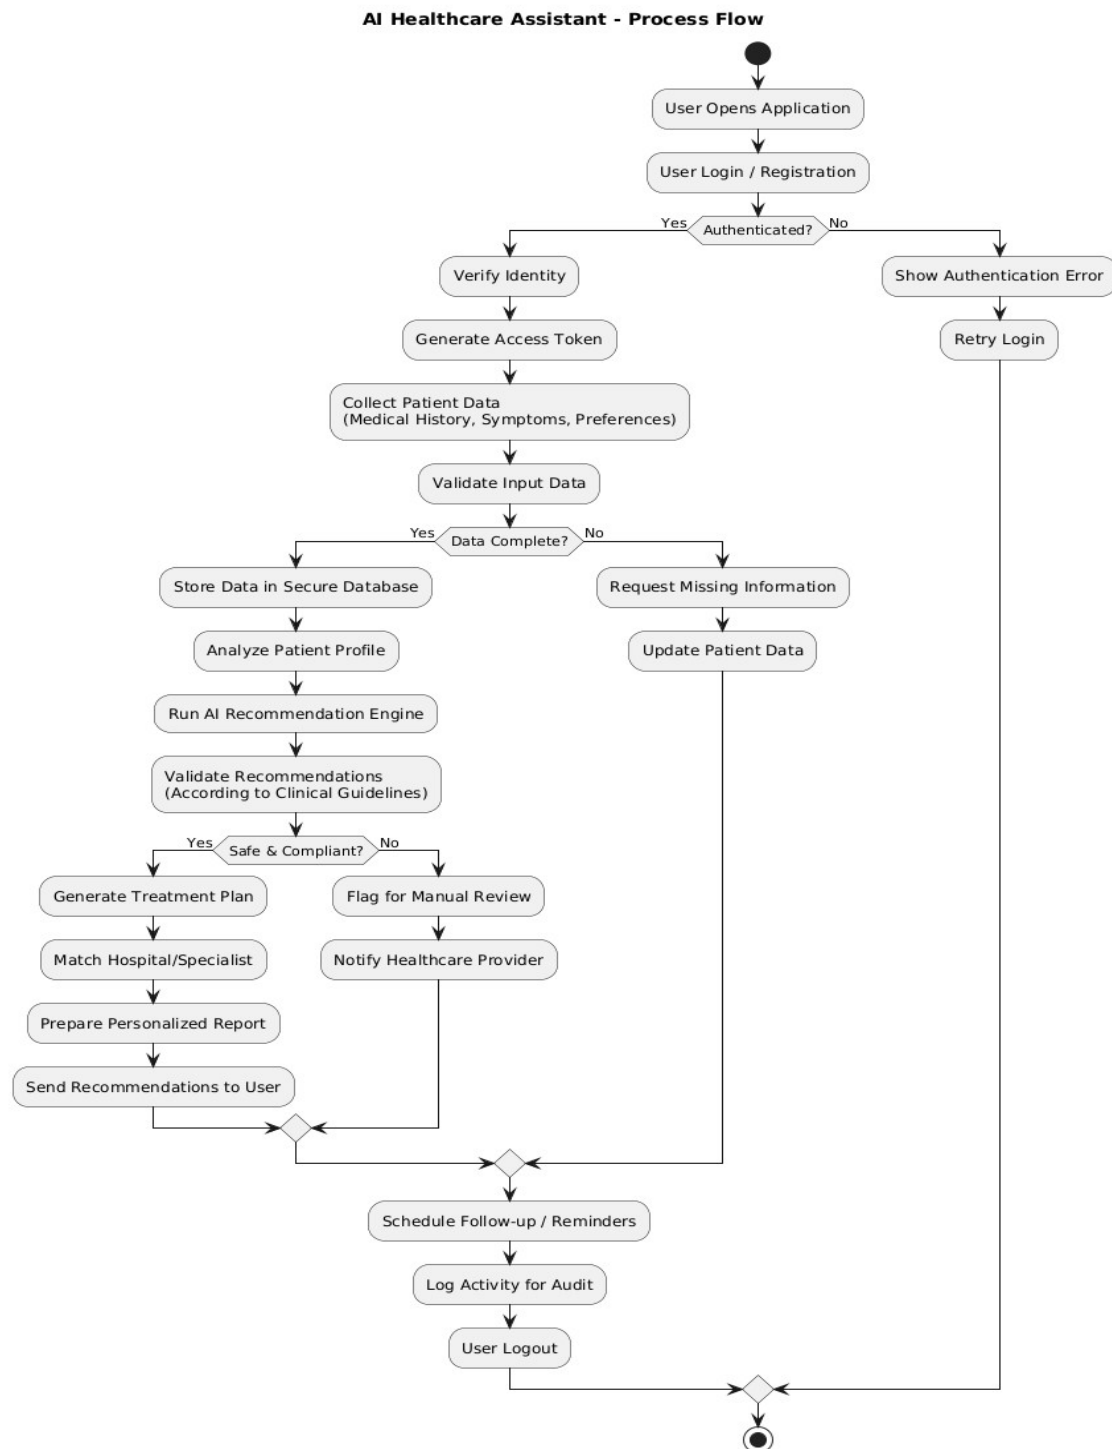 AI Healthcare Assistant - Process Flow
User Opens Application
User Login / Registration
Yes
Authenticated?
No
Verify Identity
Show Authentication Error
Generate Access Token
Retry Login
Collect Patient Data
(Medical History, Symptoms, Preferences)
Validate Input Data
Yes
Data Complete?
No
Store Data in Secure Database
Request Missing Information
Analyze Patient Profile
Update Patient Data
Run AI Recommendation Engine
Validate Recommendations
(According to Clinical Guidelines)
Yes
Safe & Compliant?
No
Generate Treatment Plan
Flag for Manual Review
Match Hospital/Specialist
Notify Healthcare Provider
Prepare Personalized Report
Send Recommendations to User
Schedule Follow-up / Reminders
Log Activity for Audit
User Logout